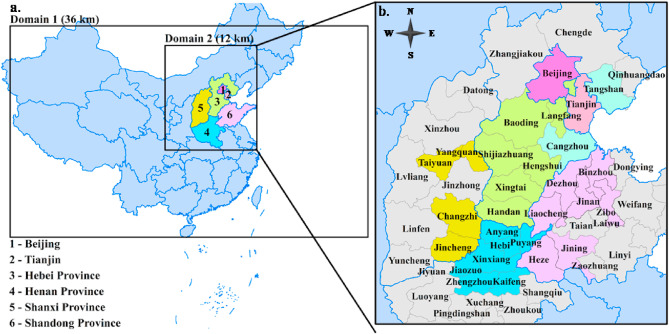 a.
Domain 1 (36 km)
Domain 2 (12 km)
1
2
3
5
6
4
1 - Beijing
2 - Tianjin
3 - Hebei Province
4 - Henan Province
5 - Shanxi Province
6 - Shandong Province
b.
N
W E
S
Chengde
Zhangjiakou
Beijing
Qinhuangdao
Tangshan
Datong
Tianjin
Langfang
Baoding
Xinzhou
Cangzhou
Yangquan
Shijiazhuang
Taiyuan
Hengshui
Dongying
Binzhou
Lvliang
Dezhou
Jinzhong
Xingtai
Jinan
Weifang
Zibo
Handan
Liaocheng
Changzhi
Laiwu
Taian
Linfen
Anyang
Hebi
Puyang
Jincheng
Jining
Linyi
Xinxiang
Heze
Yuncheng
Zaozhuang
Jiyuan
Jiaozuo
Zhengzhou
Kaifeng
Shangqiu
Luoyang
Xuchang
Zhoukou
Pingdingshan